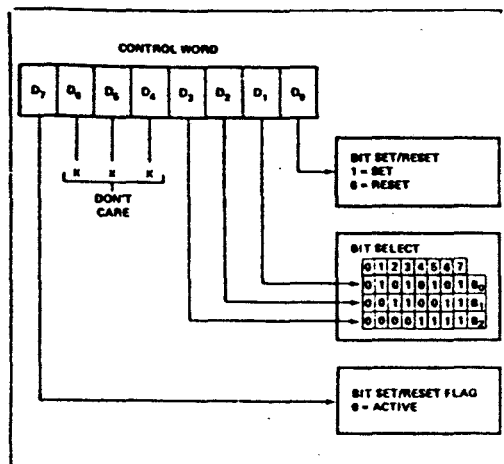 CONTROL WORD
D7 D6 D5 D4 D3 D2 D1 D0
X X X
DON'T
CARE
BIT SET/RESET
1 = SET
0 = RESET
BIT SELECT
0 1 2 3 4 5 6 7
0 1 0 1 0 1 0 1 B0
0 0 1 1 0 0 1 1 B1
0 0 0 0 1 1 1 1 B2
BIT SET/RESET FLAG
0 = ACTIVE